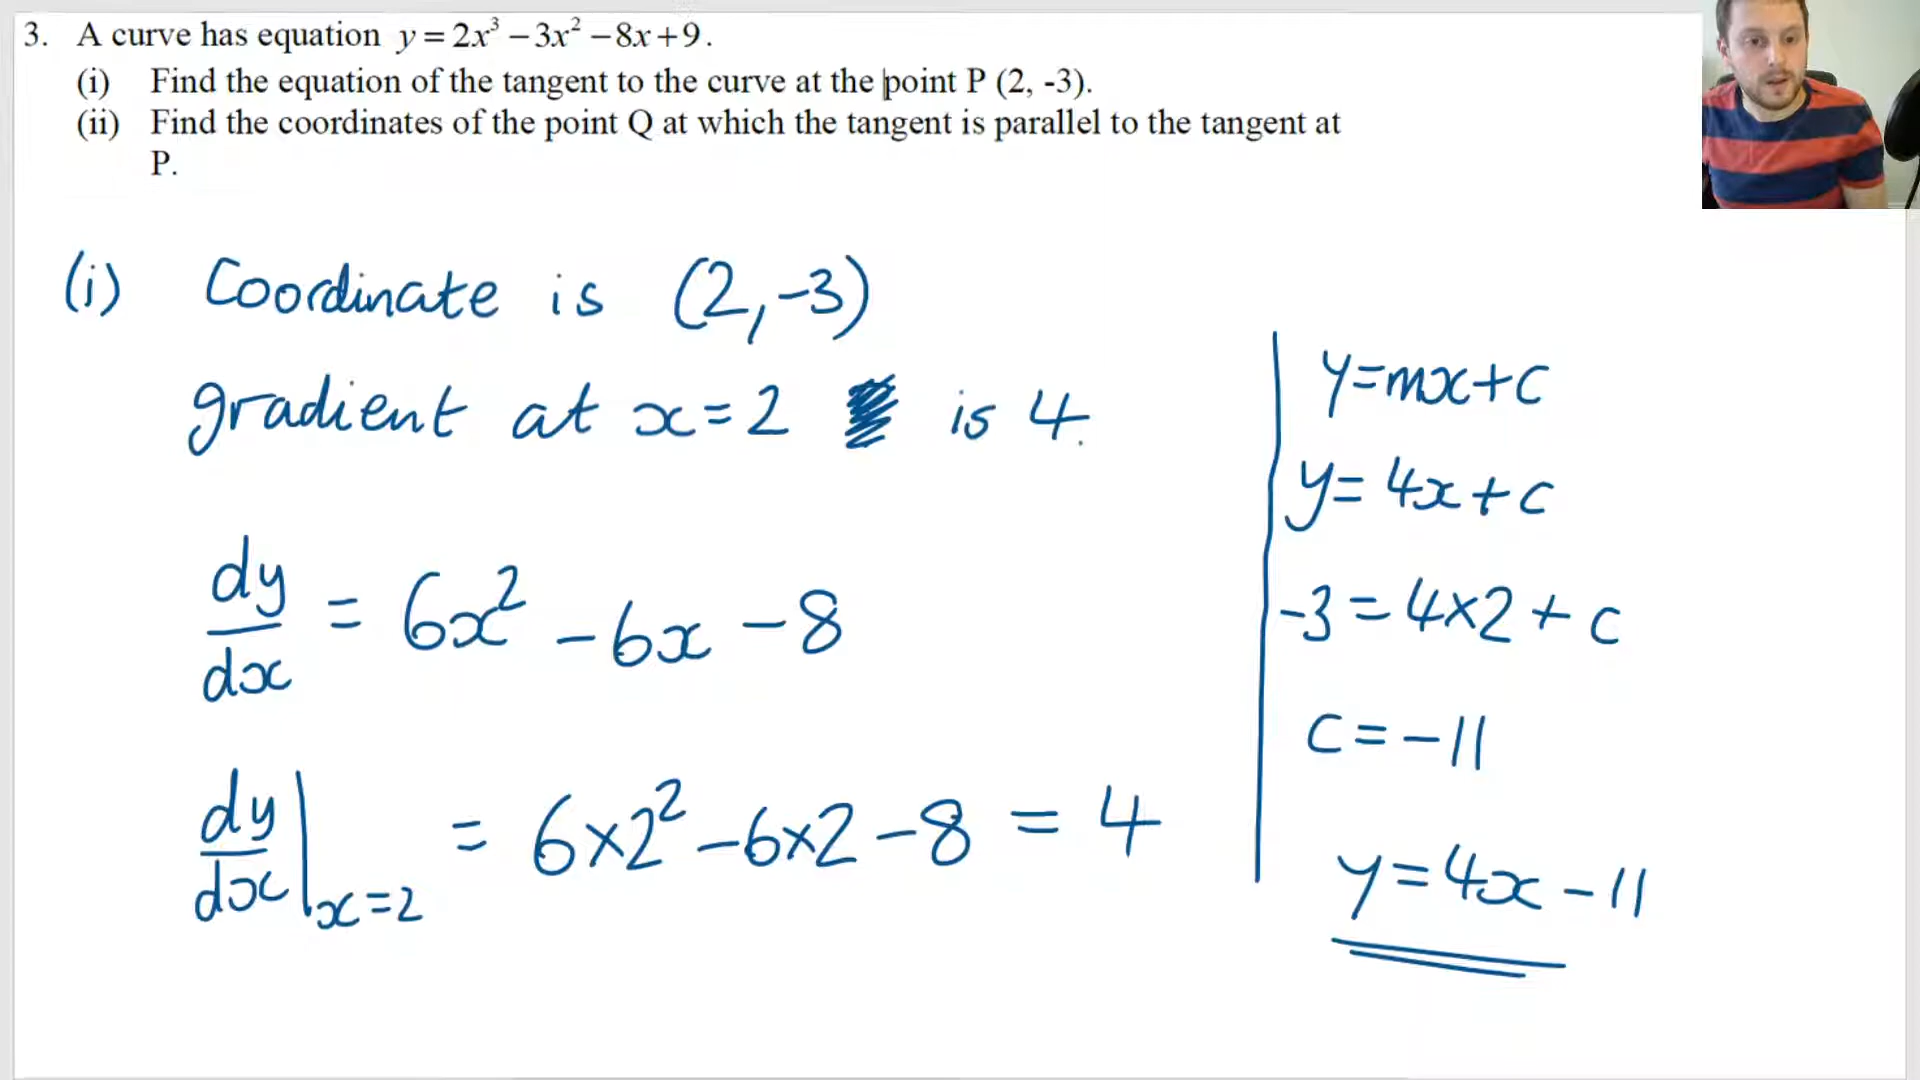 3. A curve has equation y = 2x³ − 3x² − 8x + 9.
(i) Find the equation of the tangent to the curve at the point P (2, -3).
(ii) Find the coordinates of the point Q at which the tangent is parallel to the tangent at
P.
(i) Coordinate is (2,-3)
gradient at x=2 is 4.
dy/dx = 6x² - 6x - 8
dy/dx|x=2 = 6×2² - 6×2 - 8 = 4
y=mx+c
y= 4x+c
-3 = 4×2 + c
c = -11
y = 4x - 11